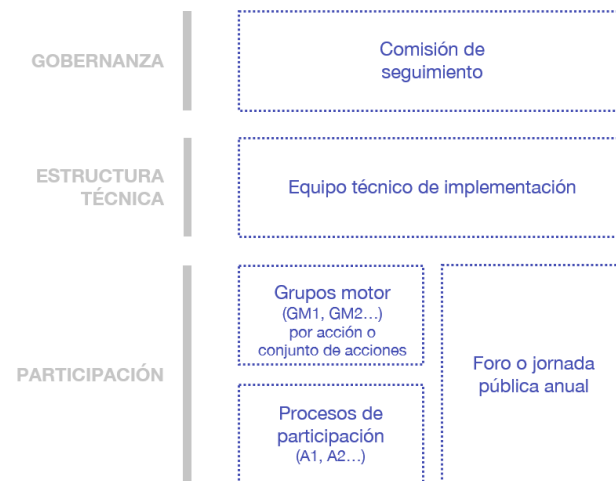 GOBERNANZA
Comisión de
seguimiento
ESTRUCTURA
TÉCNICA
Equipo técnico de implementación
PARTICIPACIÓN
Grupos motor
(GM1, GM2...)
por acción o
conjunto de acciones
Procesos de
participación
(A1, A2...)
Foro o jornada
pública anual